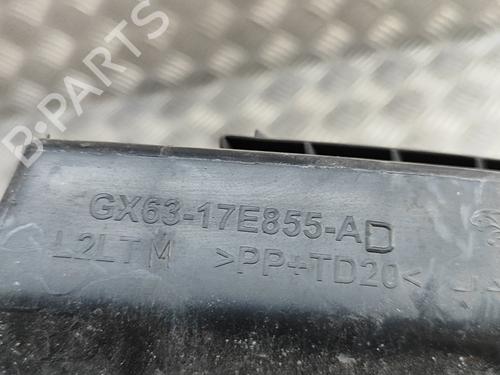 B-PARTS
GX63-17E855-AD
L2LTM >PP+TD20<